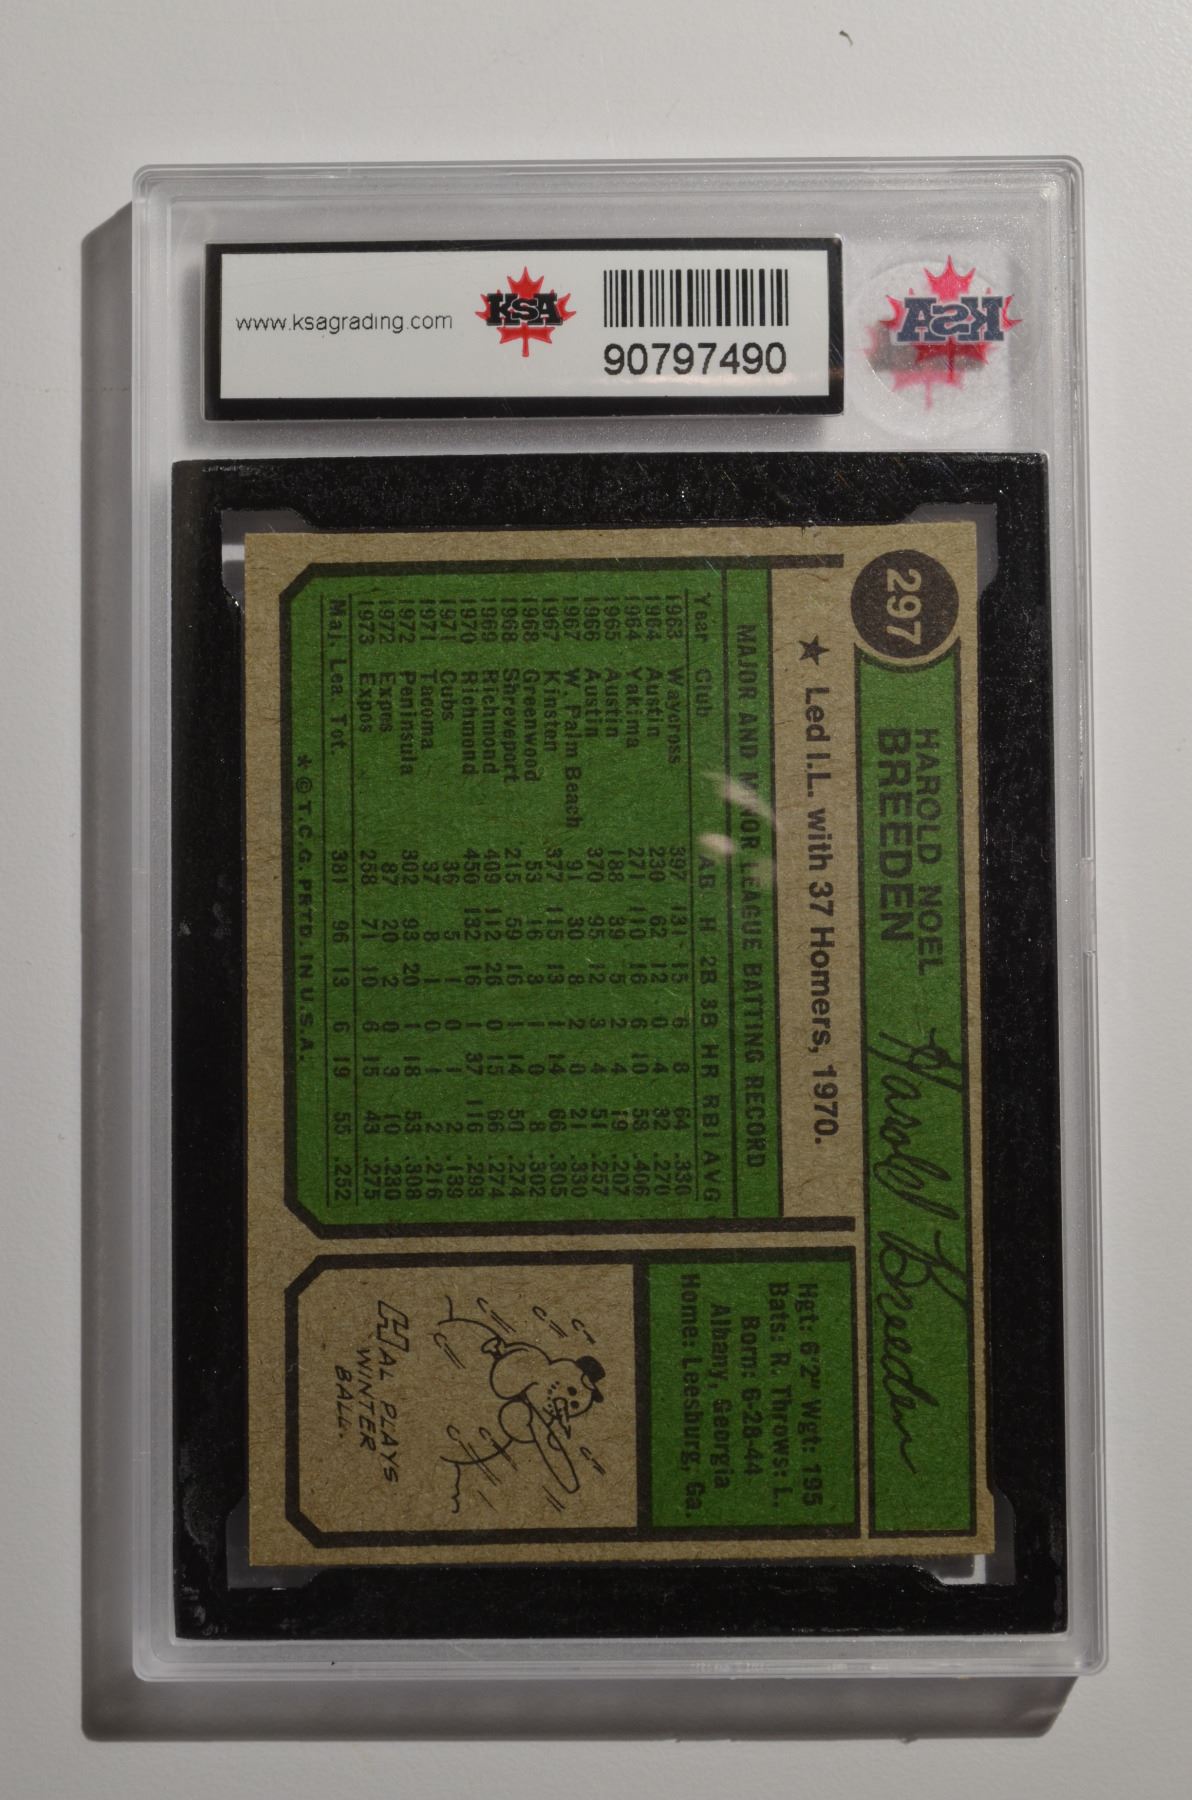 www.ksagrading.com
KSA
90797490
KSA
297
HAROLD NOEL
BREEDEN
Harold Breeden
★ Led I.L. with 37 Homers, 1970.
MAJOR AND MINOR LEAGUE BATTING RECORD
Year Club AB H 2B 3B HR RBI AVG
1963 Waycross 397 131 15 6 8 64 .330
1964 Austin 230 62 12 0 4 32 .270
1964 Yakima 271 110 16 6 10 59 .406
1965 Austin 188 39 5 2 4 19 .207
1966 Austin 370 95 12 3 4 51 .257
1967 W. Palm Beach 91 30 8 2 0 21 .330
1967 Kinston 377 115 13 1 14 66 .305
1968 Greenwood 53 16 3 1 0 8 .302
1968 Shreveport 215 59 16 1 14 50 .274
1969 Richmond 409 112 26 0 15 66 .274
1970 Richmond 450 132 16 1 37 116 .293
1971 Cubs 36 5 1 0 1 2 .139
1971 Tacoma 37 8 1 0 1 2 .216
1972 Peninsula 302 93 20 1 18 53 .308
1972 Expos 87 20 2 0 3 10 .230
1973 Expos 258 71 10 6 15 43 .275
Maj. Lea. Tot. 381 96 13 6 19 55 .252
*© T.C.G. PRTD. IN U.S.A.
Hgt: 6'2" Wgt: 195
Bats: R. Throws: L.
Born: 6-28-44
Albany, Georgia
Home: Leesburg, Ga.
HAL PLAYS
WINTER
BALL.